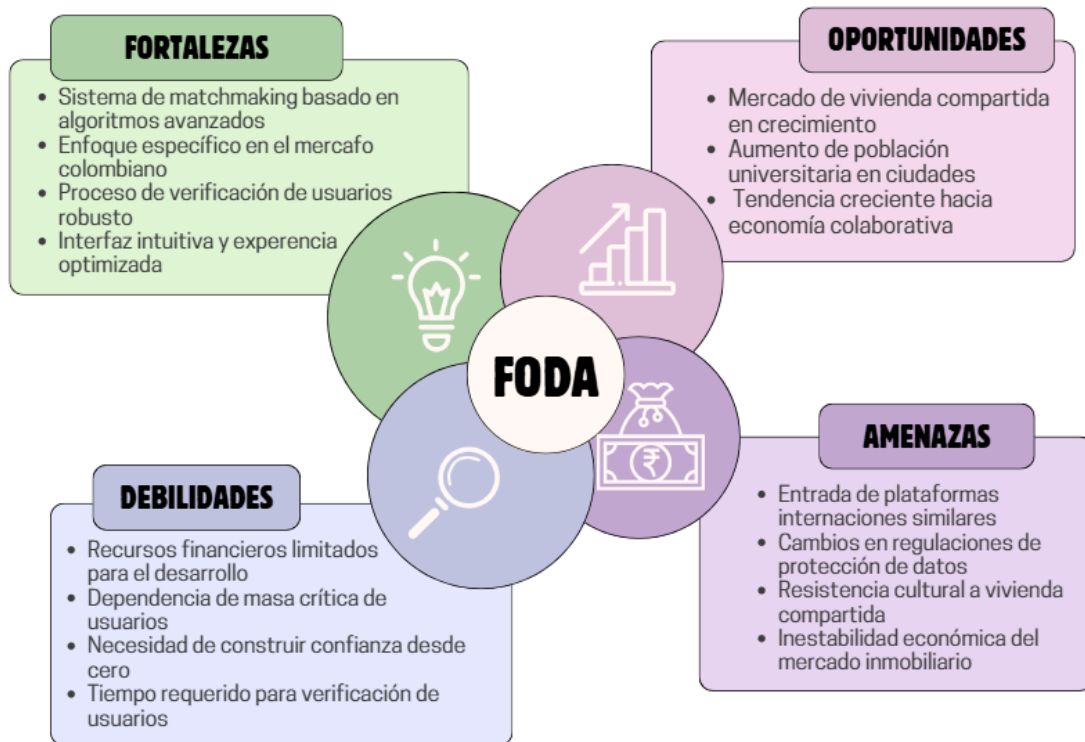 FORTALEZAS
• Sistema de matchmaking basado en
algoritmos avanzados
• Enfoque específico en el mercafo
colombiano
• Proceso de verificación de usuarios
robusto
• Interfaz intuitiva y experencia
optimizada
OPORTUNIDADES
• Mercado de vivienda compartida
en crecimiento
• Aumento de población
universitaria en ciudades
• Tendencia creciente hacia
economía colaborativa
FODA
₹
DEBILIDADES
• Recursos financieros limitados
para el desarrollo
• Dependencia de masa crítica de
usuarios
• Necesidad de construir confianza desde
cero
• Tiempo requerido para verificación de
usuarios
AMENAZAS
• Entrada de plataformas
internaciones similares
• Cambios en regulaciones de
protección de datos
• Resistencia cultural a vivienda
compartida
• Inestabilidad económica del
mercado inmobiliario